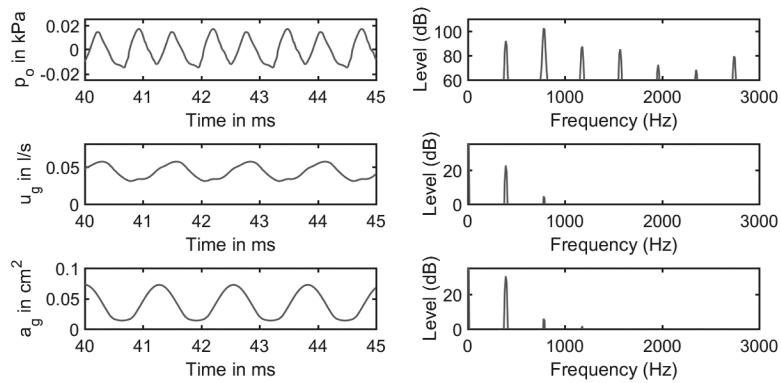 p_o in kPa
0.02
0
-0.02
40 41 42 43 44 45
Time in ms
Level (dB)
100
80
60
0 1000 2000 3000
Frequency (Hz)
u_g in l/s
0.05
0
40 41 42 43 44 45
Time in ms
Level (dB)
20
0
0 1000 2000 3000
Frequency (Hz)
a_g in cm²
0.1
0.05
0
40 41 42 43 44 45
Time in ms
Level (dB)
20
0
0 1000 2000 3000
Frequency (Hz)